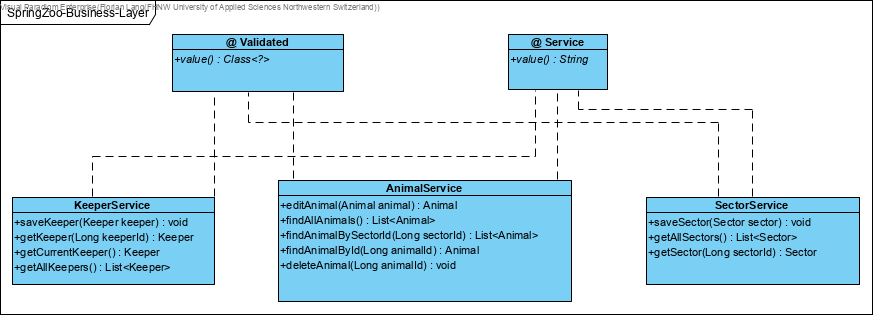 Visual Paradigm Enterprise(Florian Lang(FHNW University of Applied Sciences Northwestern Switzerland))
SpringZoo-Business-Layer
@ Validated
+value() : Class<?>
@ Service
+value() : String
KeeperService
+saveKeeper(Keeper keeper) : void
+getKeeper(Long keeperId) : Keeper
+getCurrentKeeper() : Keeper
+getAllKeepers() : List<Keeper>
AnimalService
+editAnimal(Animal animal) : Animal
+findAllAnimals() : List<Animal>
+findAnimalBySectorId(Long sectorId) : List<Animal>
+findAnimalById(Long animalId) : Animal
+deleteAnimal(Long animalId) : void
SectorService
+saveSector(Sector sector) : void
+getAllSectors() : List<Sector>
+getSector(Long sectorId) : Sector